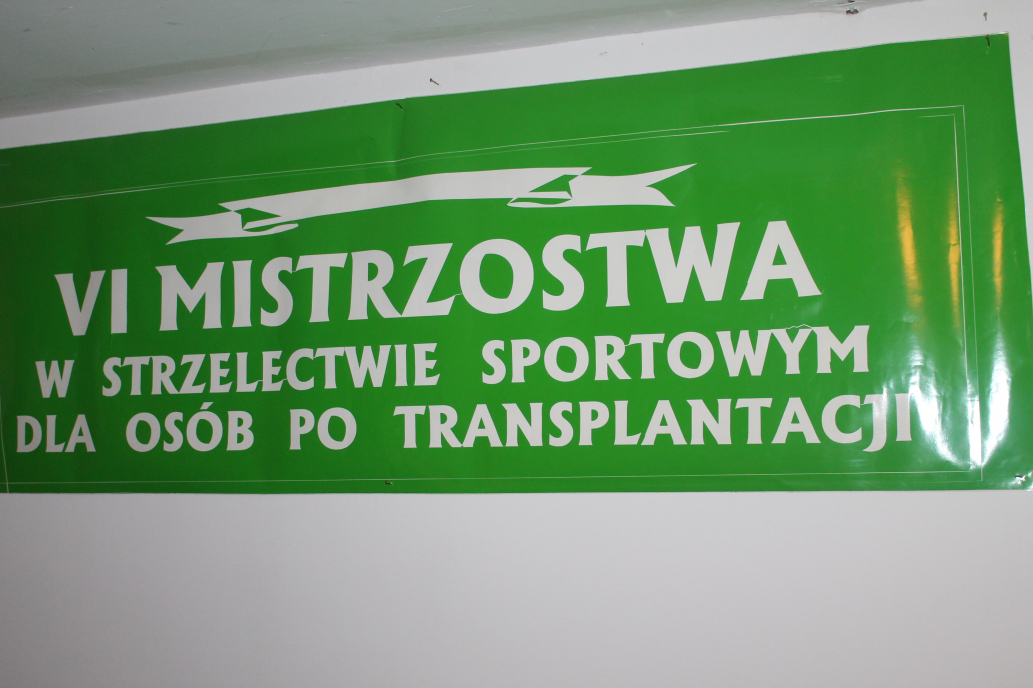 VI MISTRZOSTWA
W STRZELECTWIE SPORTOWYM
DLA OSÓB PO TRANSPLANTACJI